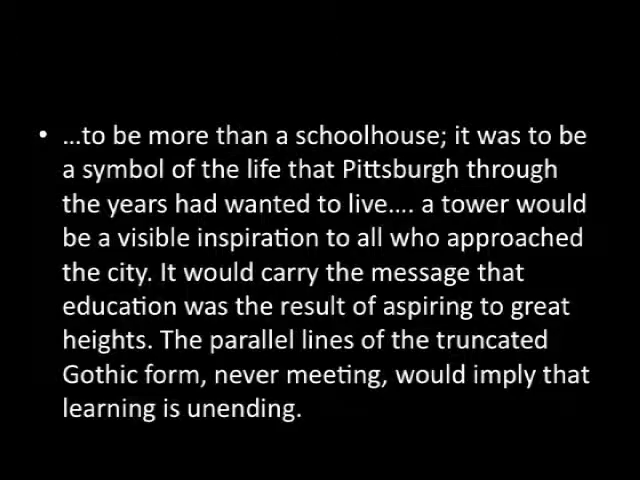 • …to be more than a schoolhouse; it was to be
a symbol of the life that Pittsburgh through
the years had wanted to live…. a tower would
be a visible inspiration to all who approached
the city. It would carry the message that
education was the result of aspiring to great
heights. The parallel lines of the truncated
Gothic form, never meeting, would imply that
learning is unending.